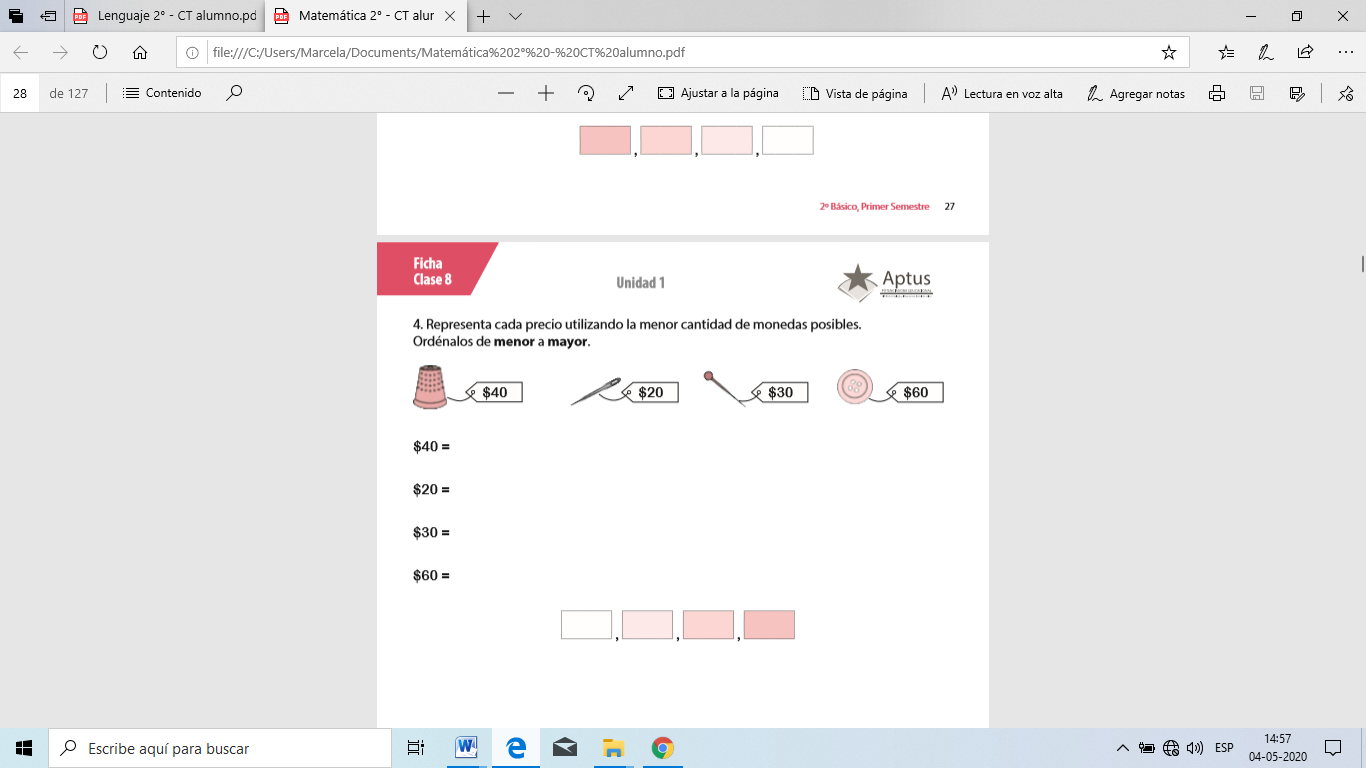 Lenguaje 2° - CT alumno.pd
Matemática 2° - CT alur
file:///C:/Users/Marcela/Documents/Matemática%202°%20-%20CT%20alumno.pdf
28 de 127 Contenido Ajustar a la página Vista de página Lectura en voz alta Agregar notas
, , ,
2º Básico, Primer Semestre 27
Ficha
Clase 8
Unidad 1
Aptus
4. Representa cada precio utilizando la menor cantidad de monedas posibles.
Ordénalos de menor a mayor.
$40 $20 $30 $60
$40 =
$20 =
$30 =
$60 =
, , ,
Escribe aquí para buscar
ESP
14:57
04-05-2020